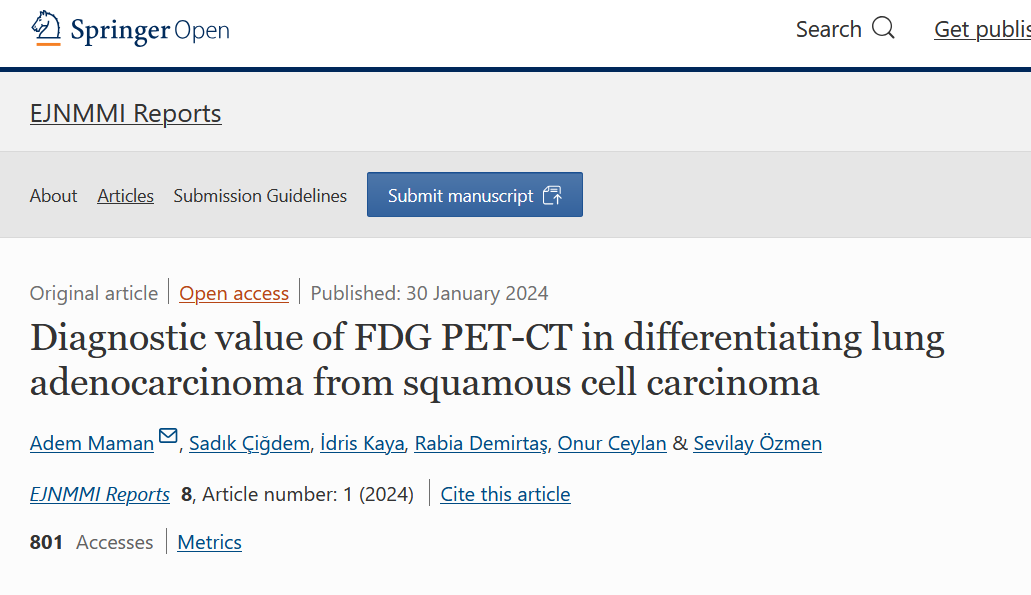 Springer Open
Search
Get publis
EJNMMI Reports
About Articles Submission Guidelines Submit manuscript
Original article Open access Published: 30 January 2024
Diagnostic value of FDG PET-CT in differentiating lung
adenocarcinoma from squamous cell carcinoma
Adem Maman, Sadık Çiğdem, İdris Kaya, Rabia Demirtaş, Onur Ceylan & Sevilay Özmen
EJNMMI Reports 8, Article number: 1 (2024) Cite this article
801 Accesses Metrics